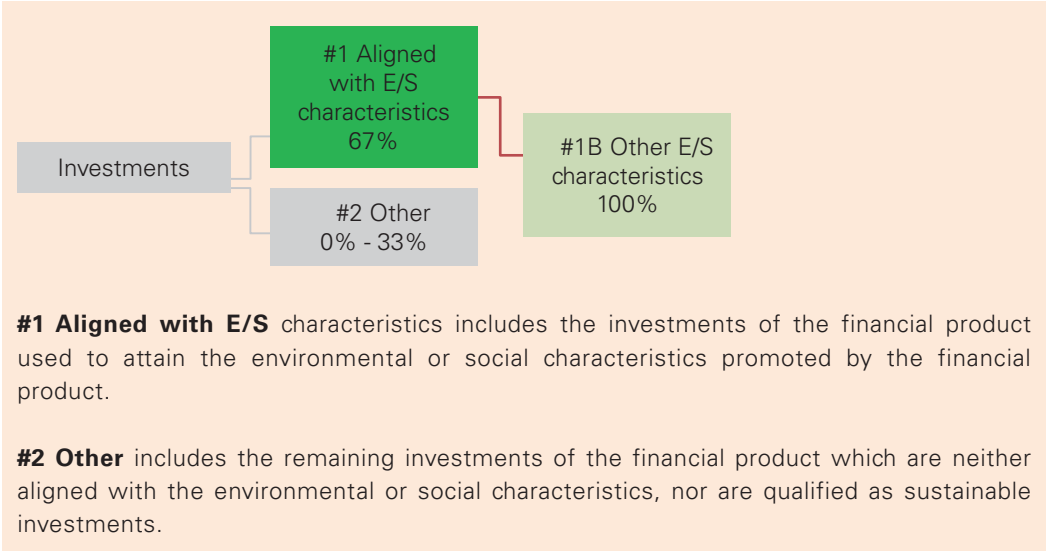 #1 Aligned
with E/S
characteristics
67%
Investments
#1B Other E/S
characteristics
100%
#2 Other
0% - 33%
#1 Aligned with E/S characteristics includes the investments of the financial product
used to attain the environmental or social characteristics promoted by the financial
product.
#2 Other includes the remaining investments of the financial product which are neither
aligned with the environmental or social characteristics, nor are qualified as sustainable
investments.